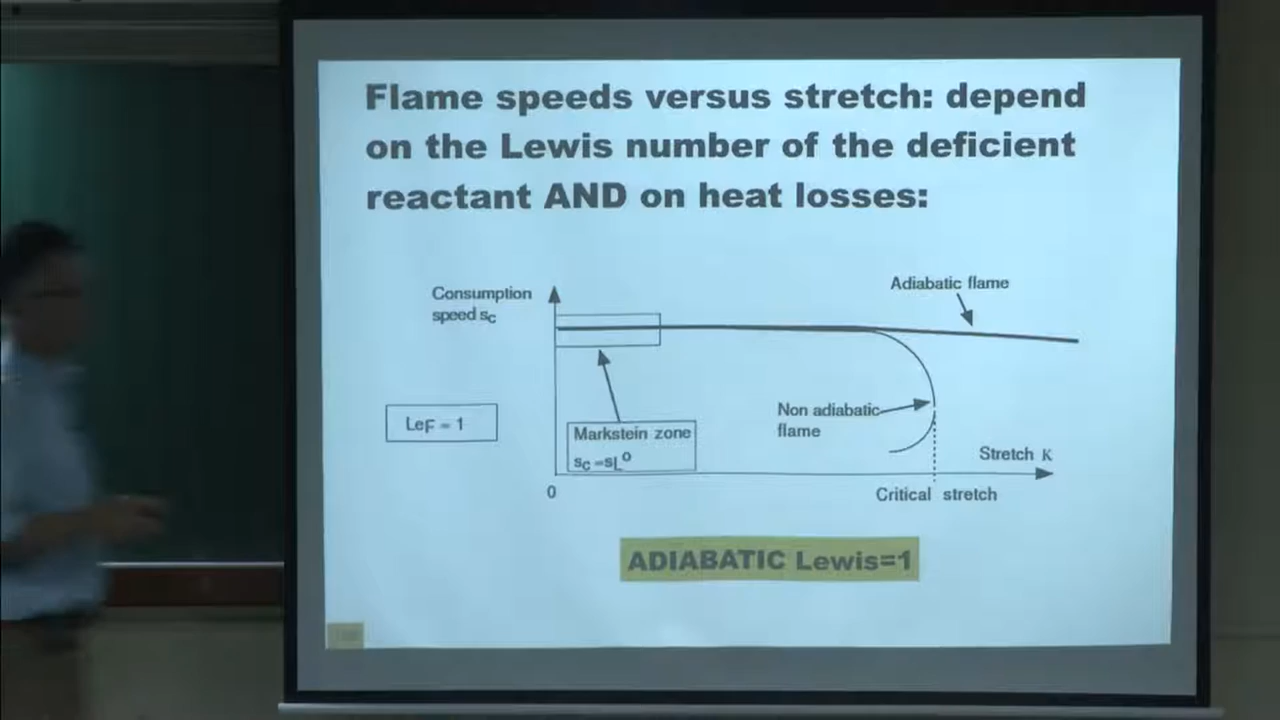 Flame speeds versus stretch: depend
on the Lewis number of the deficient
reactant AND on heat losses:
Adiabatic flame
Consumption
speed sc
LeF = 1
Non adiabatic
flame
Markstein zone
sc =sL0
Stretch K
0
Critical stretch
ADIABATIC Lewis=1